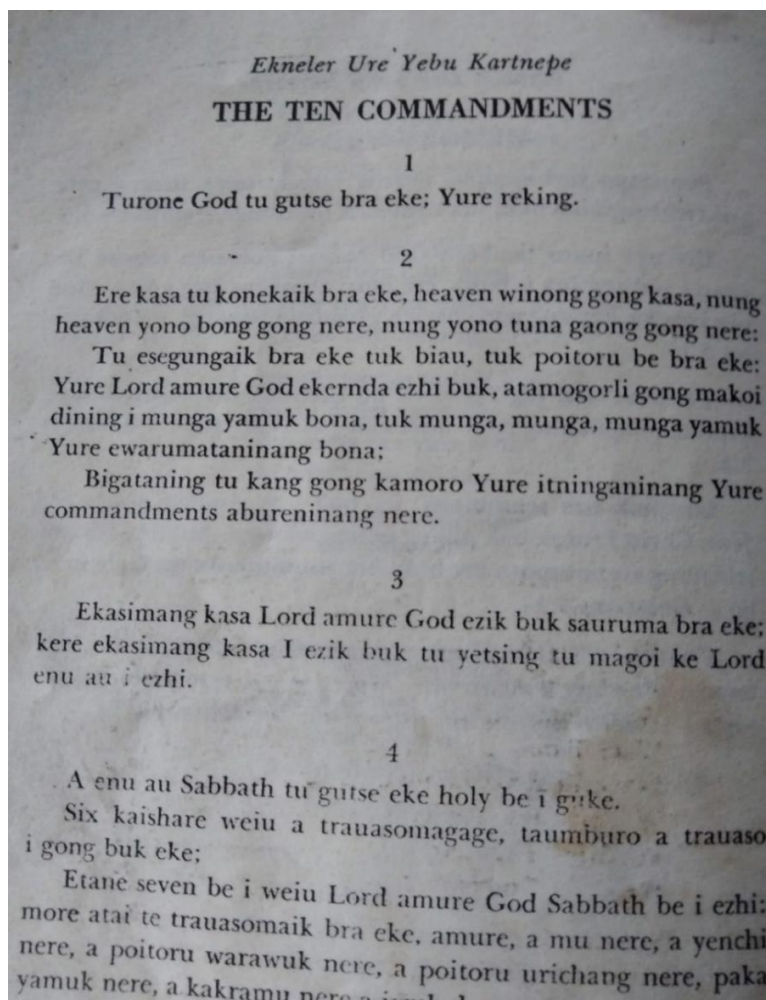 Ekneler Ure Yebu Kartnepe
THE TEN COMMANDMENTS
1
Turone God tu gutse bra eke; Yure reking.
2
Ere kasa tu konekaik bra eke, heaven winong gong kasa, nung
heaven yono bong gong nere, nung yono tuna gaong gong nere:
Tu esegungaik bra eke tuk biau, tuk poitoru be bra eke:
Yure Lord amure God ekernda ezhi buk, atamogorli gong makoi
dining i munga yamuk bona, tuk munga, munga, munga yamuk
Yure ewarumataninang bona;
Bigataning tu kang gong kamoro Yure itninganinang Yure
commandments abureninang nere.
3
Ekasimang kasa Lord amure God ezik buk sauruma bra eke;
kere ekasimang kasa I ezik buk tu yetsing tu magoi ke Lord
enu au i ezhi.
4
A enu au Sabbath tu gutse eke holy be i guke.
Six kaishare weiu a trauasomagage, taumburo a trauaso
i gong buk eke;
Etane seven be i weiu Lord amure God Sabbath be i ezhi:
more atai te trauasomaik bra eke, amure, a mu nere, a yenchi
nere, a poitoru warawuk nere, a poitoru urichang nere, paka
yamuk nere, a kakramu nere a